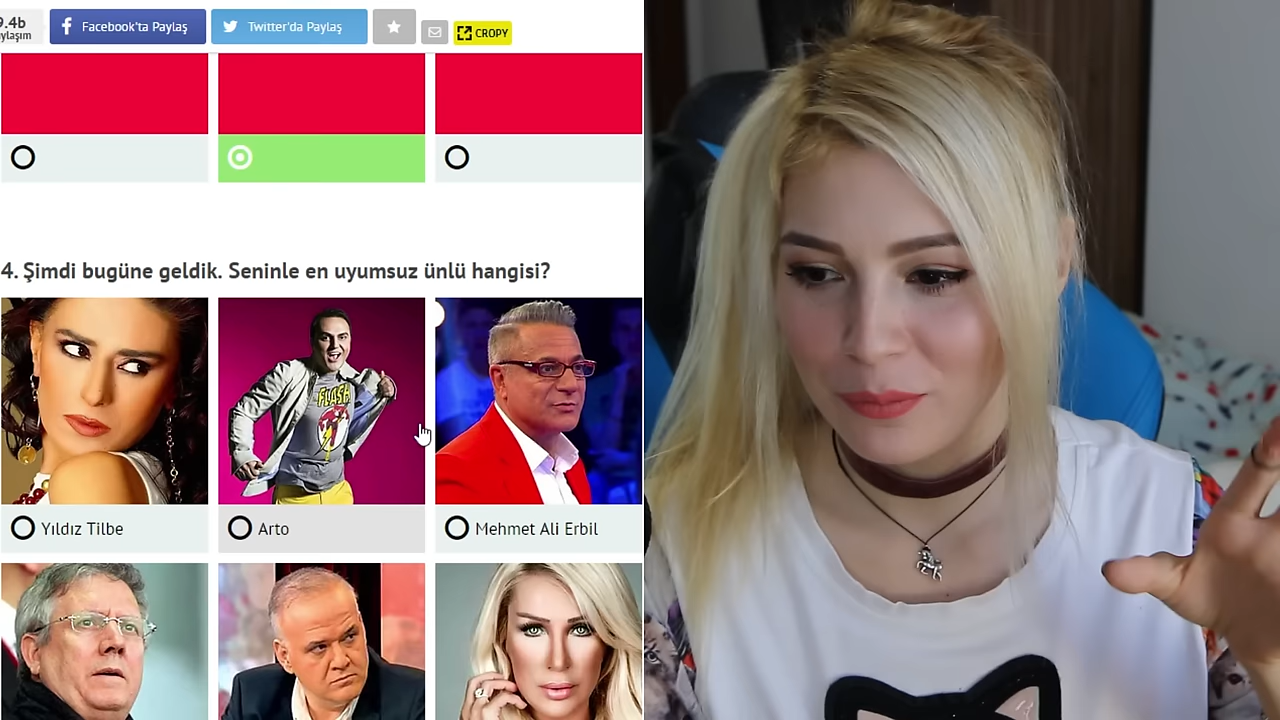 9.4b
Facebook'ta Paylaş
Twitter'da Paylaş
CROPY
ylaşım
4. Şimdi bugüne geldik. Seninle en uyumsuz ünlü hangisi?
FLASH
Yıldız Tilbe
Arto
Mehmet Ali Erbil